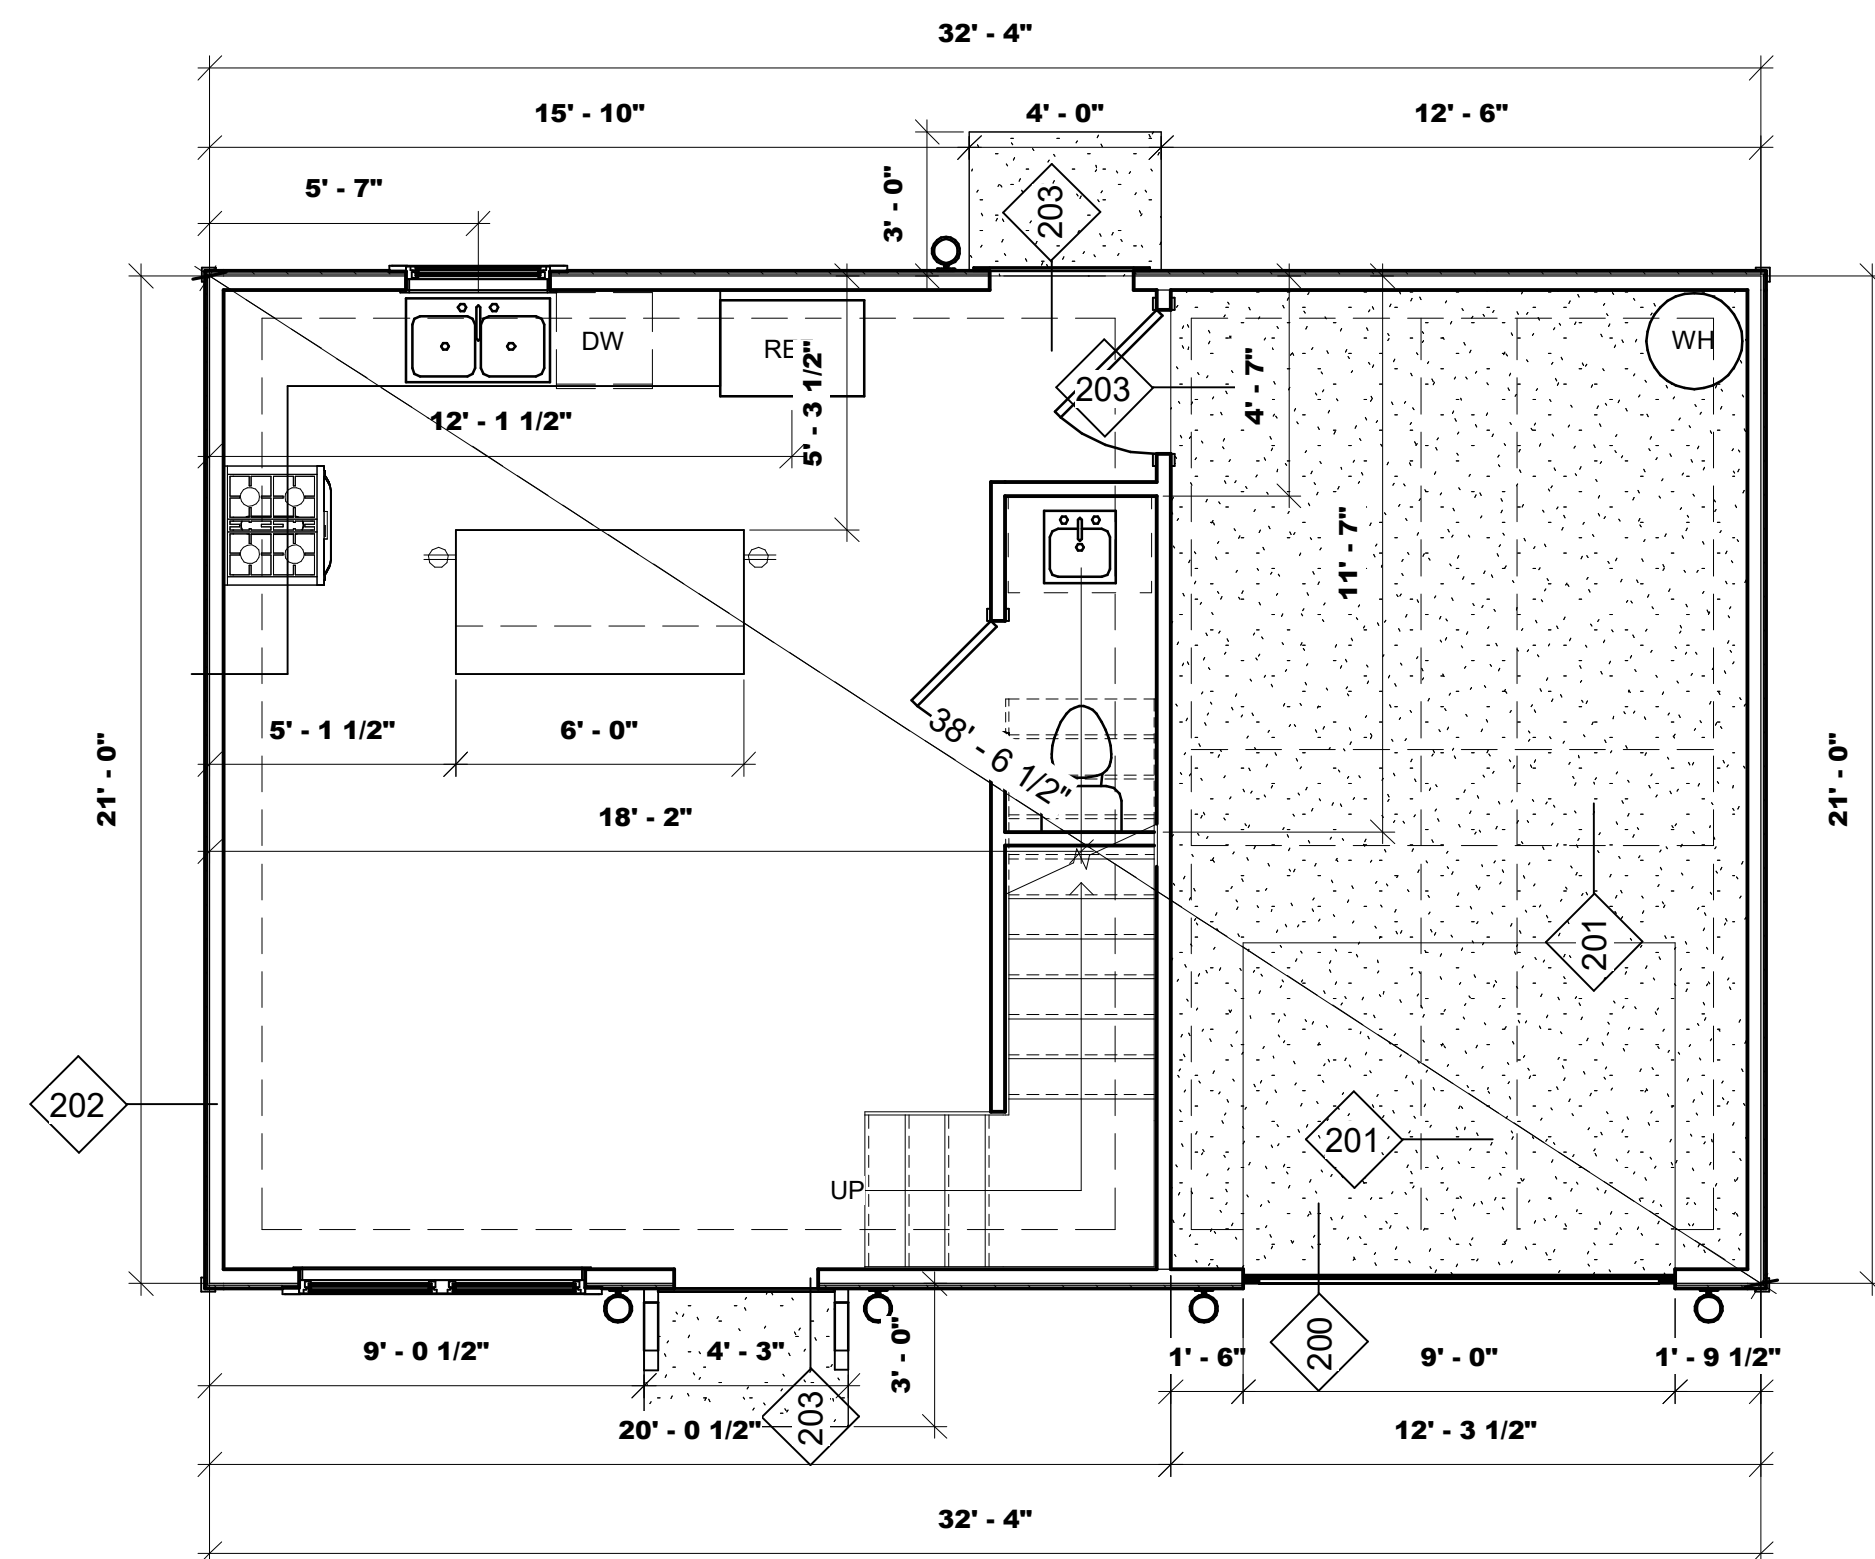 32' - 4"
15' - 10"
4' - 0"
12' - 6"
5' - 7"
3' - 0"
203
DW
WH
5' - 3 1/2"
203
4' - 7"
12' - 1 1/2"
11' - 7"
5' - 1 1/2"
6' - 0"
38' - 6 1/2"
21' - 0"
21' - 0"
18' - 2"
201
202
201
UP
9' - 0 1/2"
4' - 3"
3' - 0"
1' - 6"
200
9' - 0"
1' - 9 1/2"
20' - 0 1/2"
203
12' - 3 1/2"
32' - 4"